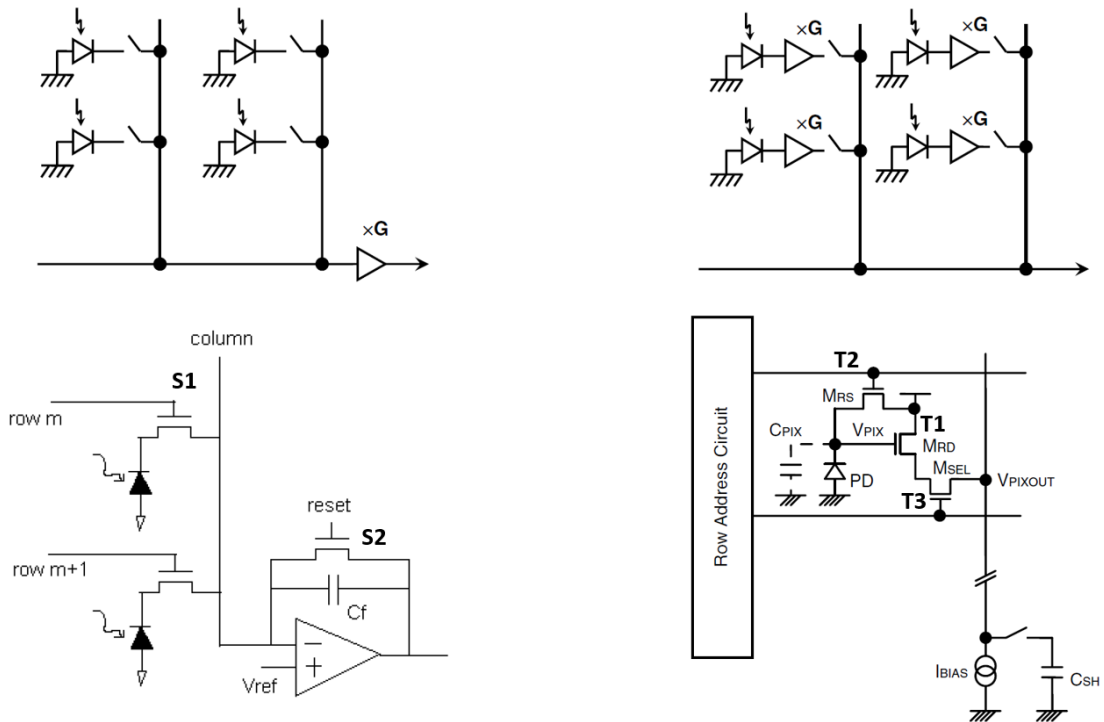 ×G
×G
×G
×G
×G
column
S1
row m
reset
S2
row m+1
Cf
−
+
Vref
Row Address Circuit
T2
MRS
CPIX
VPIX
T1
MRD
MSEL
PD
VPIXOUT
T3
IBIAS
CSH